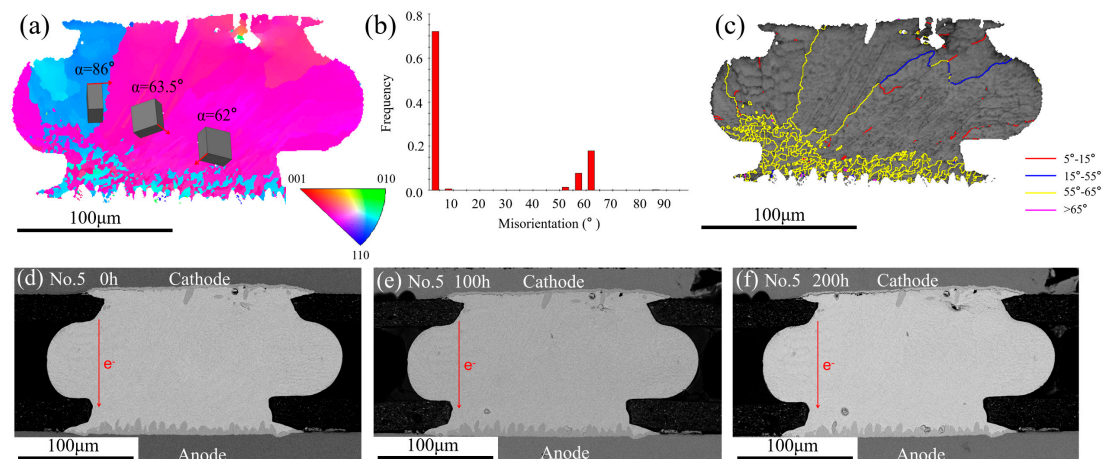 (a)
α=86°
α=63.5°
α=62°
100μm
001
010
110
(b)
Frequency
0.8
0.6
0.4
0.2
0.0
10 20 30 40 50 60 70 80 90
Misorientation (°)
(c)
100μm
5°-15°
15°-55°
55°-65°
>65°
(d) No.5 0h Cathode
e-
100μm
Anode
(e) No.5 100h Cathode
e-
100μm
Anode
(f) No.5 200h Cathode
e-
100μm
Anode